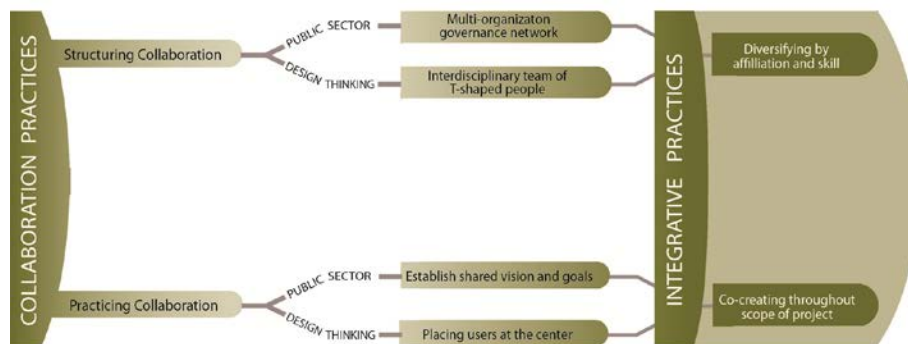 COLLABORATION PRACTICES
Structuring Collaboration
PUBLIC SECTOR
DESIGN THINKING
Multi-organizaton
governance network
Interdisciplinary team of
T-shaped people
INTEGRATIVE PRACTICES
Diversifying by
affilliation and skill
Practicing Collaboration
PUBLIC SECTOR
DESIGN THINKING
Establish shared vision and goals
Placing users at the center
Co-creating throughout
scope of project